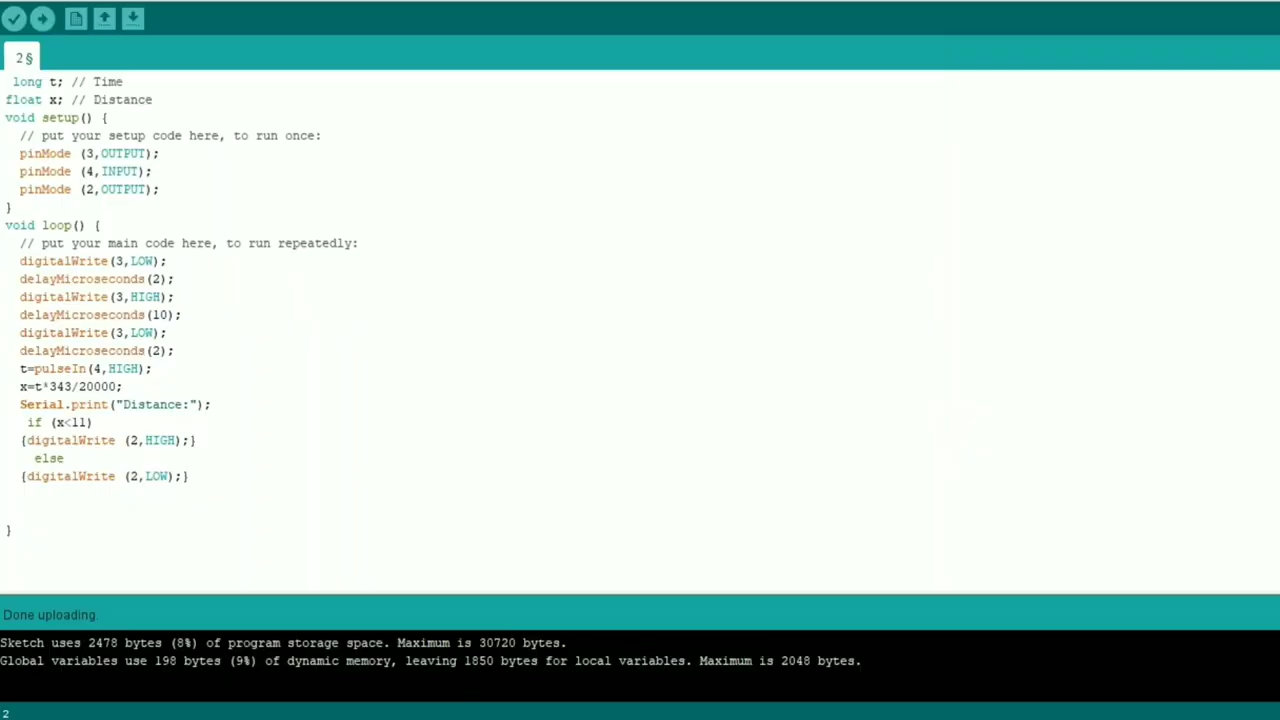 2§
long t; // Time
float x; // Distance
void setup() {
// put your setup code here, to run once:
pinMode (3,OUTPUT);
pinMode (4,INPUT);
pinMode (2,OUTPUT);
}
void loop() {
// put your main code here, to run repeatedly:
digitalWrite(3,LOW);
delayMicroseconds(2);
digitalWrite(3,HIGH);
delayMicroseconds(10);
digitalWrite(3,LOW);
delayMicroseconds(2);
t=pulseIn(4,HIGH);
x=t*343/20000;
Serial.print("Distance:");
if (x<11)
{digitalWrite (2,HIGH);}
else
{digitalWrite (2,LOW);}
}
Done uploading.
Sketch uses 2478 bytes (8%) of program storage space. Maximum is 30720 bytes.
Global variables use 198 bytes (9%) of dynamic memory, leaving 1850 bytes for local variables. Maximum is 2048 bytes.
2